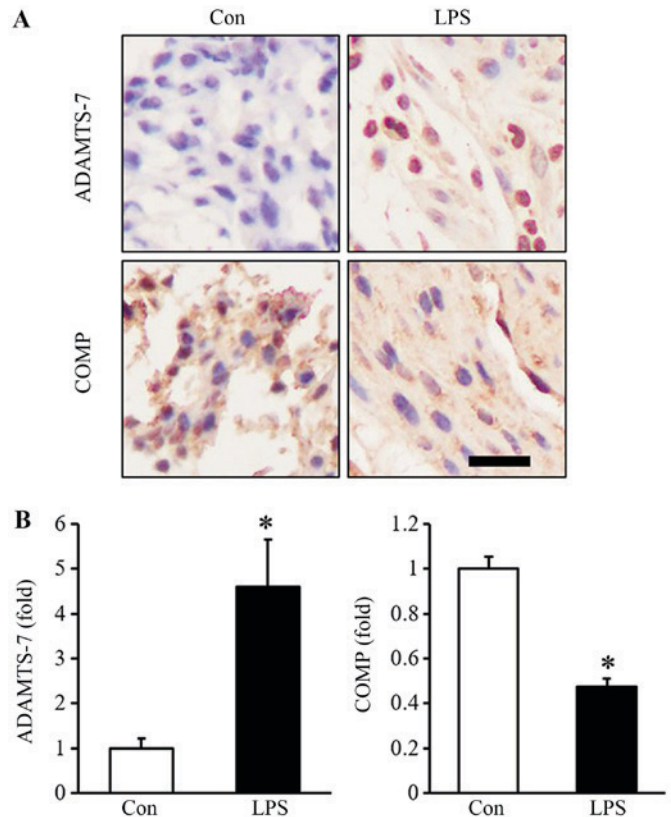 A
Con
LPS
ADAMTS-7
COMP
B
ADAMTS-7 (fold)
6
5
4
3
2
1
0
*
Con
LPS
COMP (fold)
1.2
1
0.8
0.6
0.4
0.2
0
*
Con
LPS